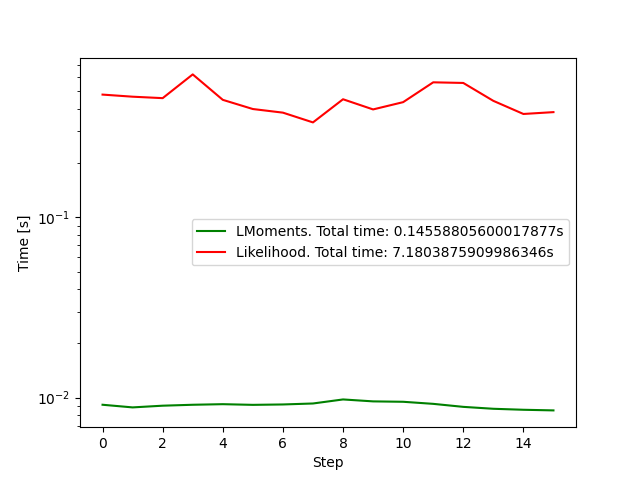 Time [s]
10⁻¹
10⁻²
LMoments. Total time: 0.14558805600017877s
Likelihood. Total time: 7.1803875909986346s
0 2 4 6 8 10 12 14
Step